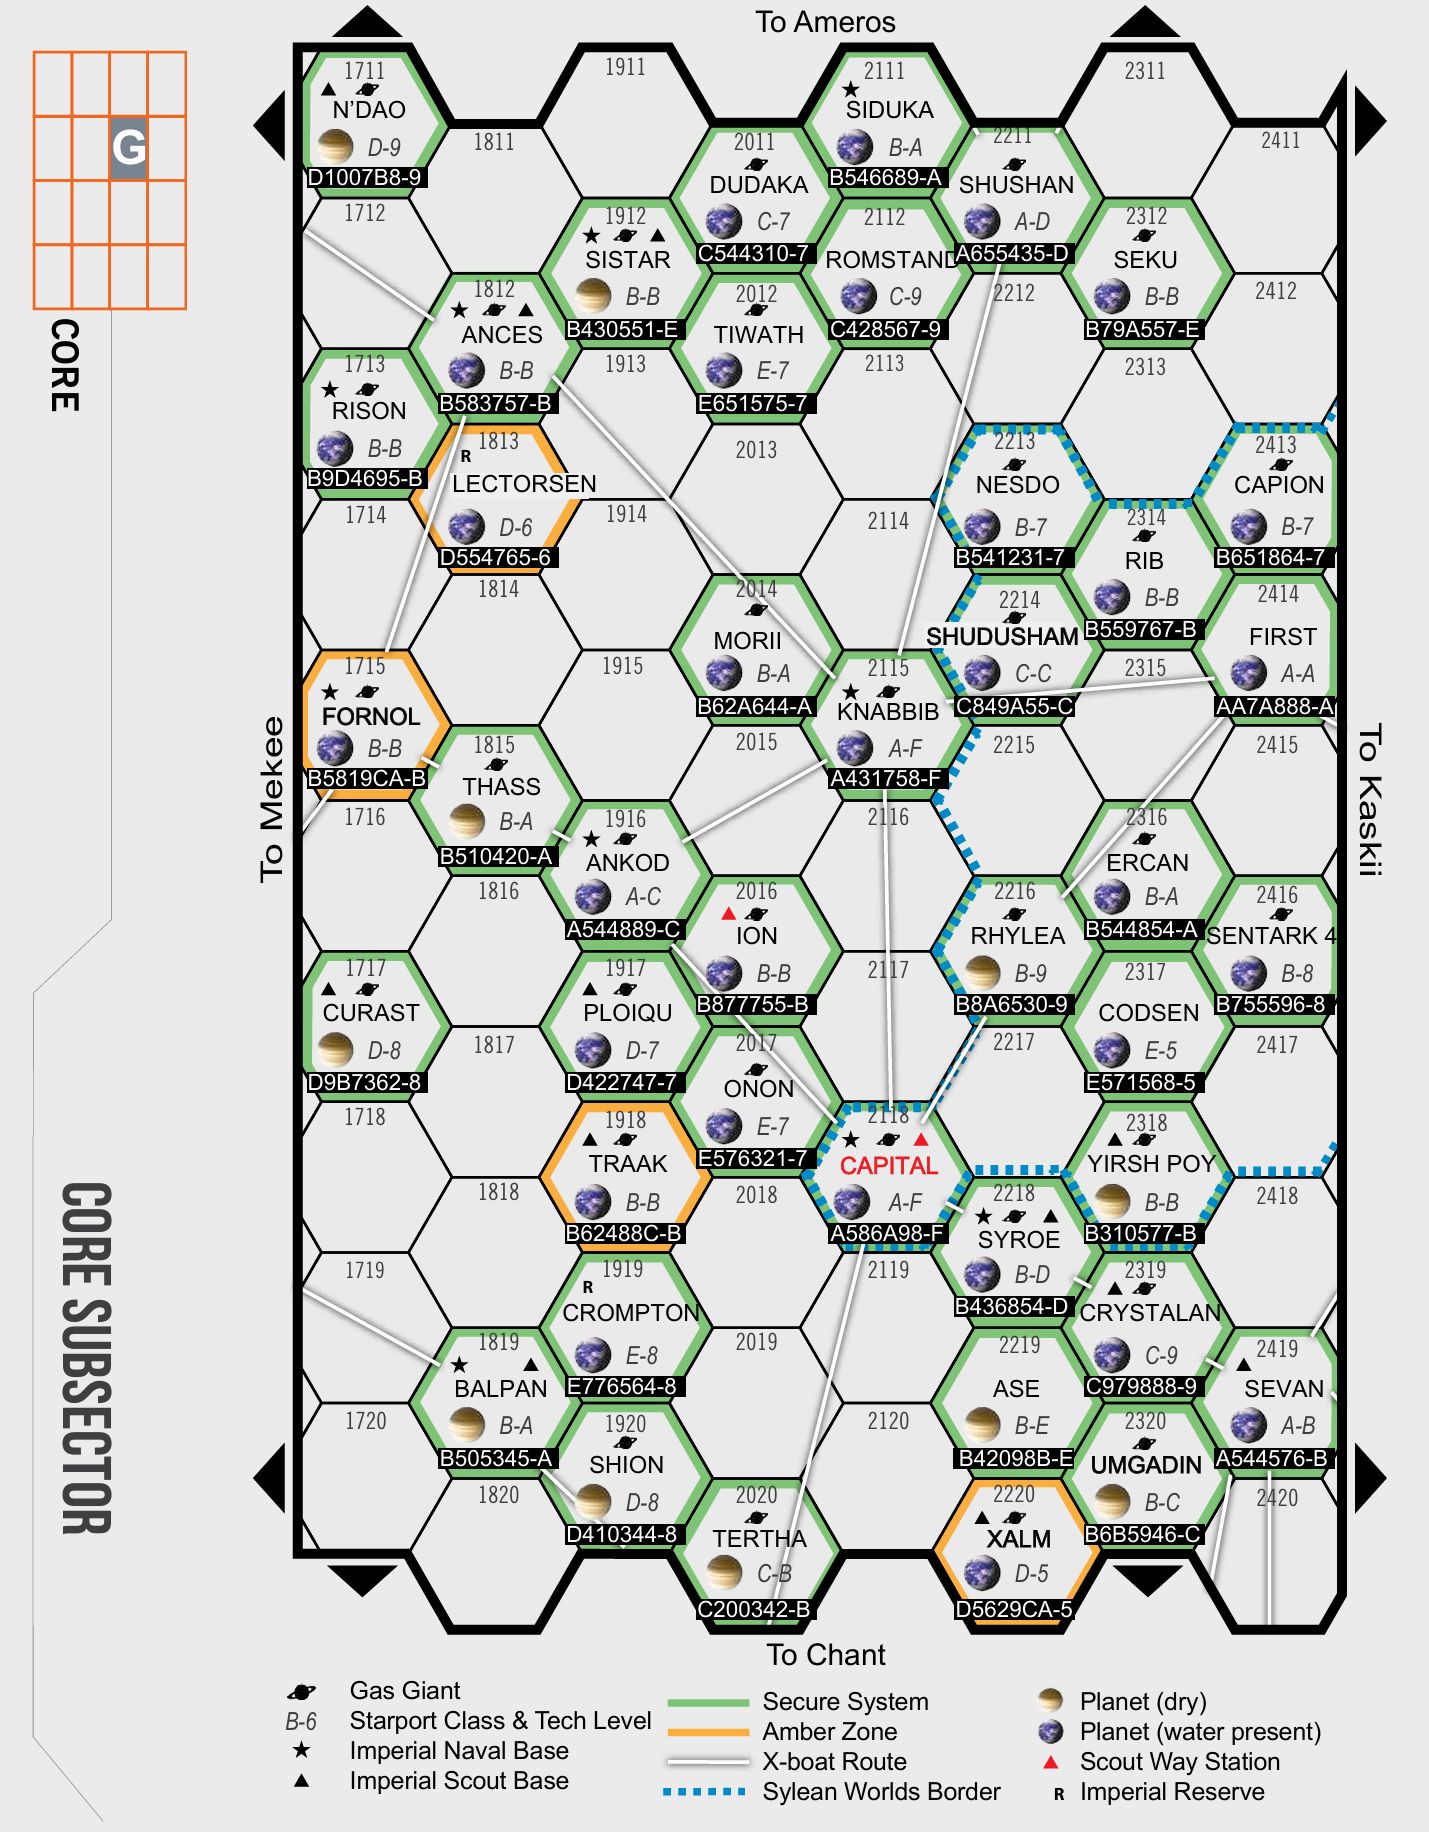 To Ameros
G
CORE
CORE SUBSECTOR
To Mekee
To Kaskii
1711
N'DAO
D-9
D1007B8-9
1712
1713
RISON
B-B
B9D4695-B
1714
1715
FORNOL
B-B
B5819CA-B
1716
1717
CURAST
D-8
D9B7362-8
1718
1719
1720
1811
1812
ANCES
B-B
B583757-B
1813
R
LECTORSEN
D-6
D554765-6
1814
1815
THASS
B-A
B510420-A
1816
1817
1818
1819
BALPAN
B-A
B505345-A
1820
1911
1912
SISTAR
B-B
B430551-E
1913
1914
1915
1916
ANKOD
A-C
A544889-C
1917
PLOIQU
D-7
D422747-7
1918
TRAAK
B-B
B62488C-B
1919
R
CROMPTON
E-8
E776564-8
1920
SHION
D-8
D410344-8
2011
DUDAKA
C-7
C544310-7
2012
TIWATH
E-7
E651575-7
2013
2014
MORII
B-A
B62A644-A
2015
2016
ION
B-B
B877755-B
2017
ONON
E-7
E576321-7
2018
2019
2020
TERTHA
C-B
C200342-B
2111
SIDUKA
B-A
B546689-A
2112
ROMSTAND
C-9
C428567-9
2113
2114
2115
KNABBIB
A-F
A431758-F
2116
2117
2118
CAPITAL
A-F
A586A98-F
2119
2120
2211
SHUSHAN
A-D
A655435-D
2212
2213
NESDO
B-7
B541231-7
2214
SHUDUSHAM
C-C
C849A55-C
2215
2216
RHYLEA
B-9
B8A6530-9
2217
2218
SYROE
B-D
B436854-D
2219
ASE
B-E
B42098B-E
2220
XALM
D-5
D5629CA-5
2311
2312
SEKU
B-B
B79A557-E
2313
2314
RIB
B-B
B559767-B
2315
2316
ERCAN
B-A
B544854-A
2317
CODSEN
E-5
E571568-5
2318
YIRSH POY
B-B
B310577-B
2319
CRYSTALAN
C-9
C979888-9
2320
UMGADIN
B-C
B6B5946-C
2411
2412
2413
CAPION
B-7
B651864-7
2414
FIRST
A-A
AA7A888-A
2415
2416
SENTARK 4
B-8
B755596-8
2417
2418
2419
SEVAN
A-B
A544576-B
2420
To Chant
Gas Giant
B-6 Starport Class & Tech Level
Imperial Naval Base
Imperial Scout Base
Secure System
Amber Zone
X-boat Route
Sylean Worlds Border
Planet (dry)
Planet (water present)
Scout Way Station
R Imperial Reserve